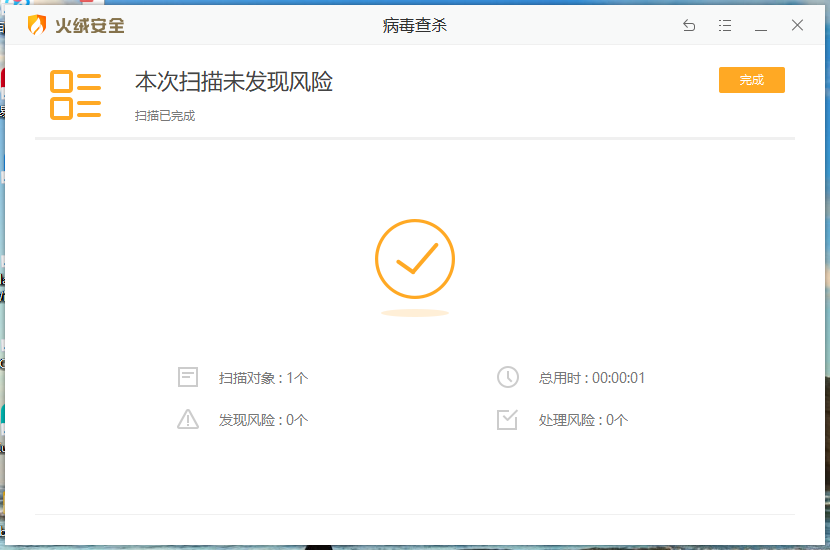 火绒安全
病毒查杀
本次扫描未发现风险
完成
扫描已完成
扫描对象 : 1个
总用时 : 00:00:01
发现风险 : 0个
处理风险 : 0个